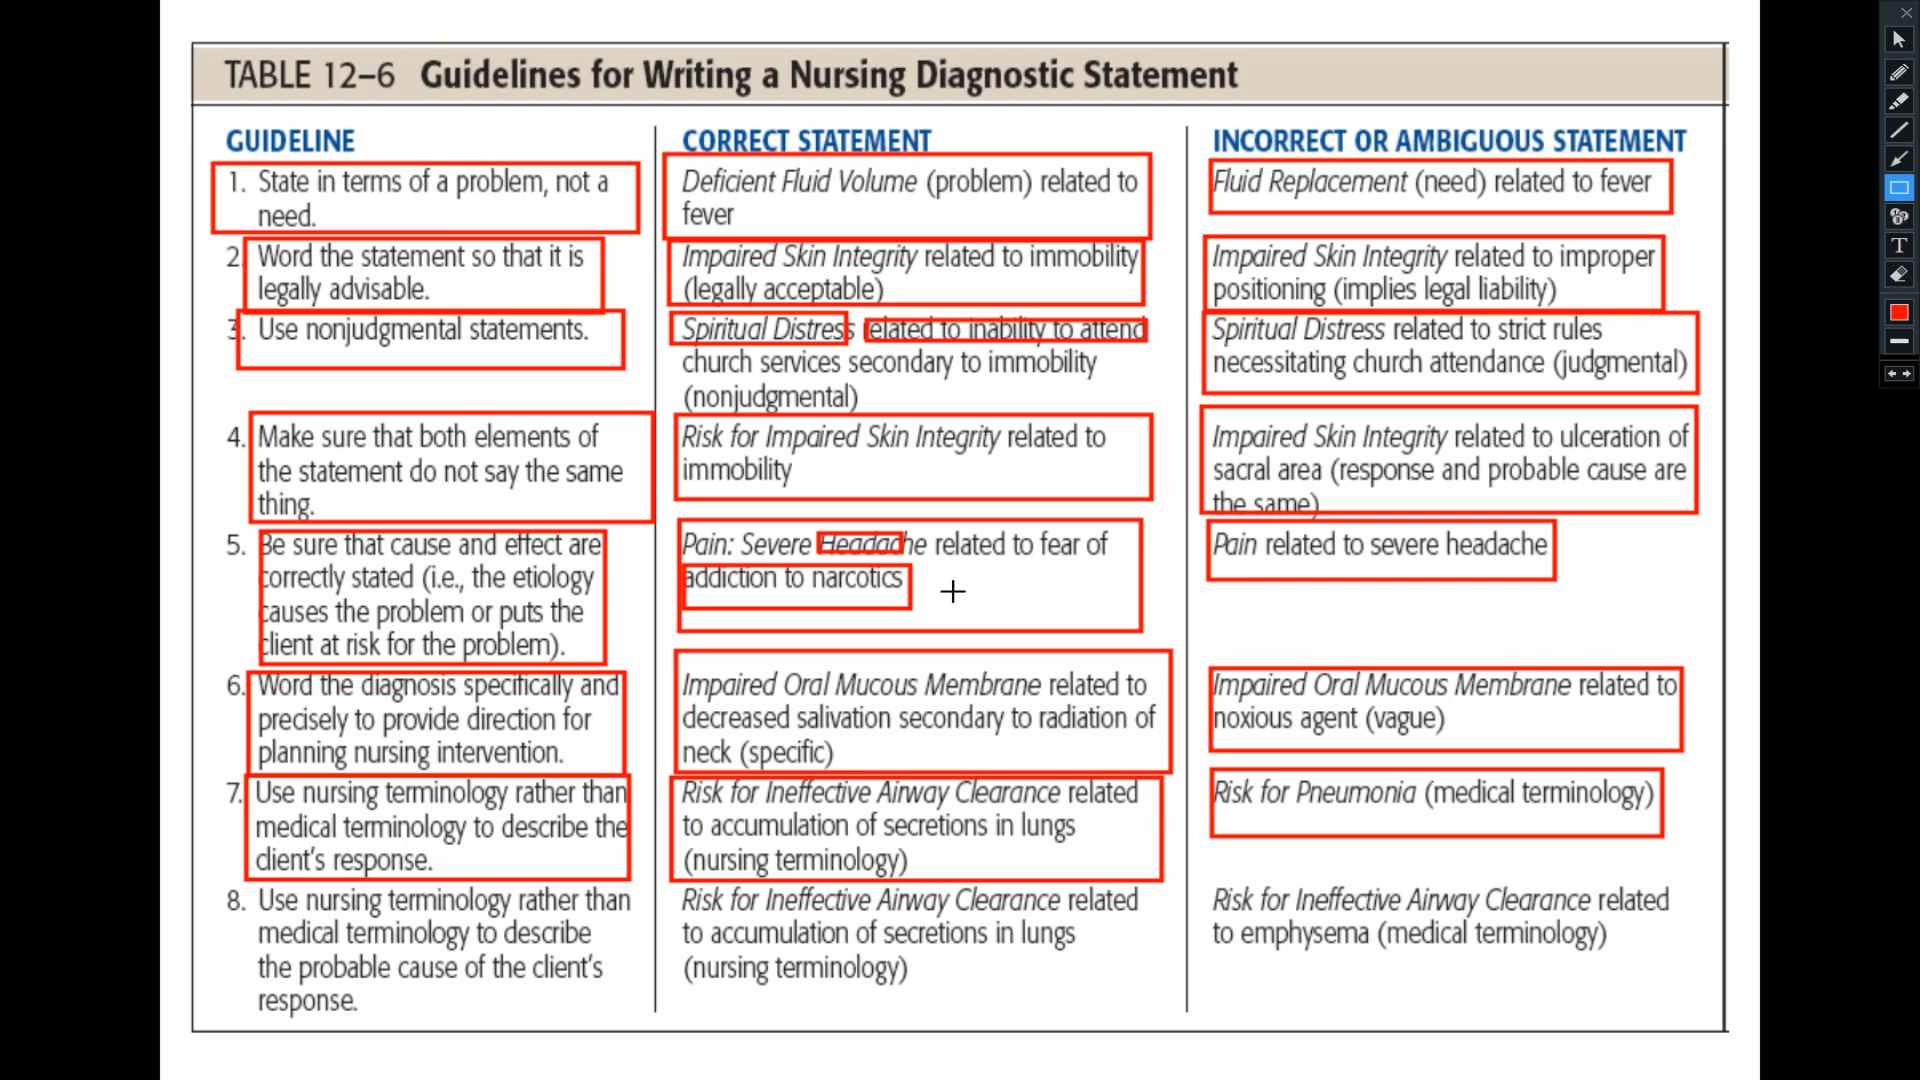 TABLE 12–6 Guidelines for Writing a Nursing Diagnostic Statement
GUIDELINE
1. State in terms of a problem, not a
need.
2. Word the statement so that it is
legally advisable.
3. Use nonjudgmental statements.
4. Make sure that both elements of
the statement do not say the same
thing.
5. Be sure that cause and effect are
correctly stated (i.e., the etiology
causes the problem or puts the
client at risk for the problem).
6. Word the diagnosis specifically and
precisely to provide direction for
planning nursing intervention.
7. Use nursing terminology rather than
medical terminology to describe the
client's response.
8. Use nursing terminology rather than
medical terminology to describe
the probable cause of the client's
response.
CORRECT STATEMENT
Deficient Fluid Volume (problem) related to
fever
Impaired Skin Integrity related to immobility
(legally acceptable)
Spiritual Distress related to inability to attend
church services secondary to immobility
(nonjudgmental)
Risk for Impaired Skin Integrity related to
immobility
Pain: Severe Headache related to fear of
addiction to narcotics
Impaired Oral Mucous Membrane related to
decreased salivation secondary to radiation of
neck (specific)
Risk for Ineffective Airway Clearance related
to accumulation of secretions in lungs
(nursing terminology)
Risk for Ineffective Airway Clearance related
to accumulation of secretions in lungs
(nursing terminology)
INCORRECT OR AMBIGUOUS STATEMENT
Fluid Replacement (need) related to fever
Impaired Skin Integrity related to improper
positioning (implies legal liability)
Spiritual Distress related to strict rules
necessitating church attendance (judgmental)
Impaired Skin Integrity related to ulceration of
sacral area (response and probable cause are
the same)
Pain related to severe headache
Impaired Oral Mucous Membrane related to
noxious agent (vague)
Risk for Pneumonia (medical terminology)
Risk for Ineffective Airway Clearance related
to emphysema (medical terminology)
T